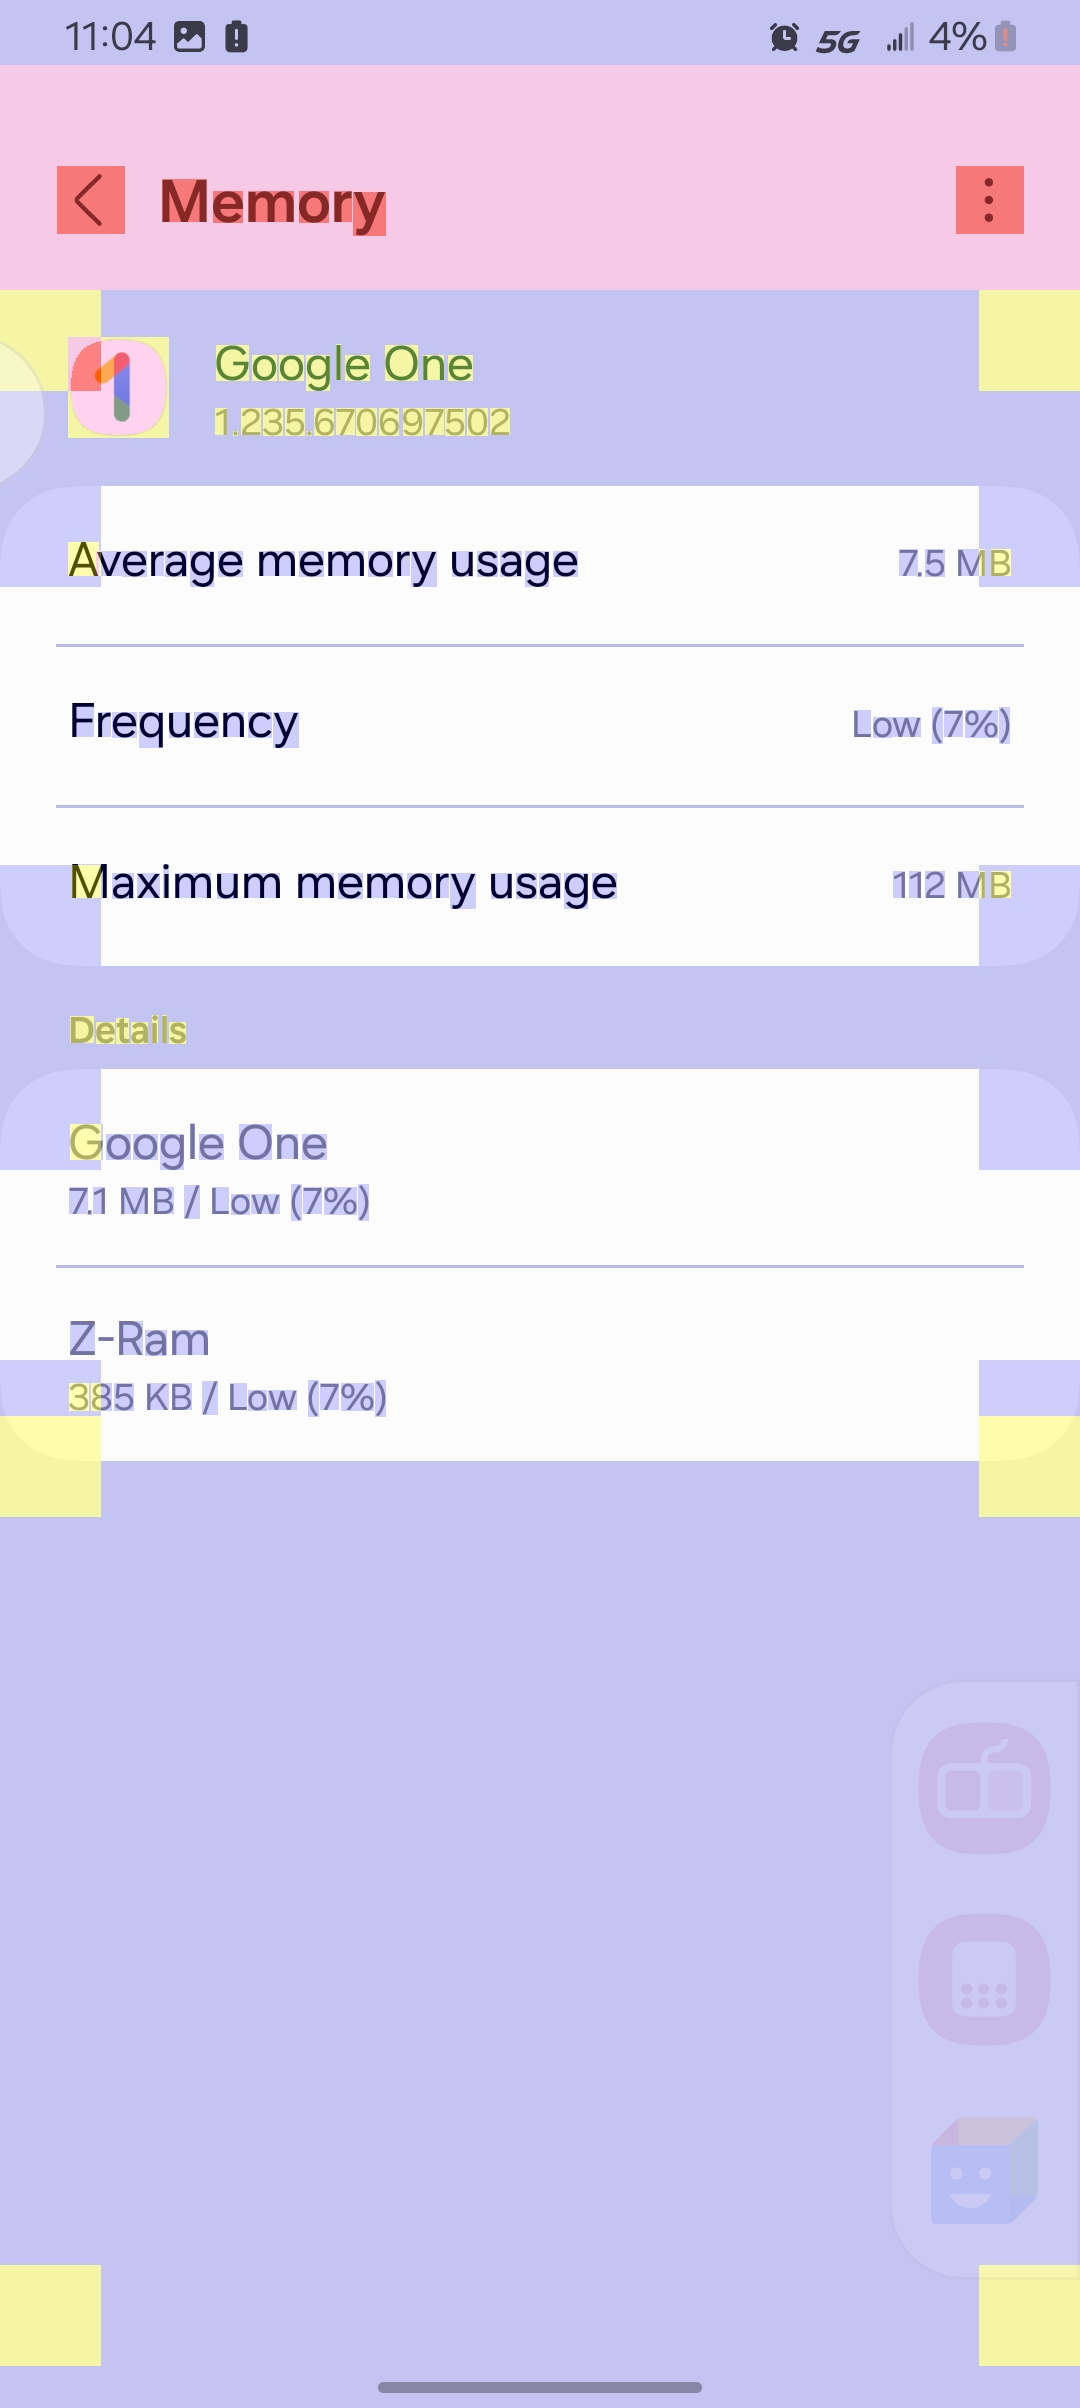 11:04 5G 4%
Memory
Google One
1.235.670697502
Average memory usage 7.5 MB
Frequency Low (7%)
Maximum memory usage 112 MB
Details
Google One
7.1 MB / Low (7%)
Z-Ram
385 KB / Low (7%)